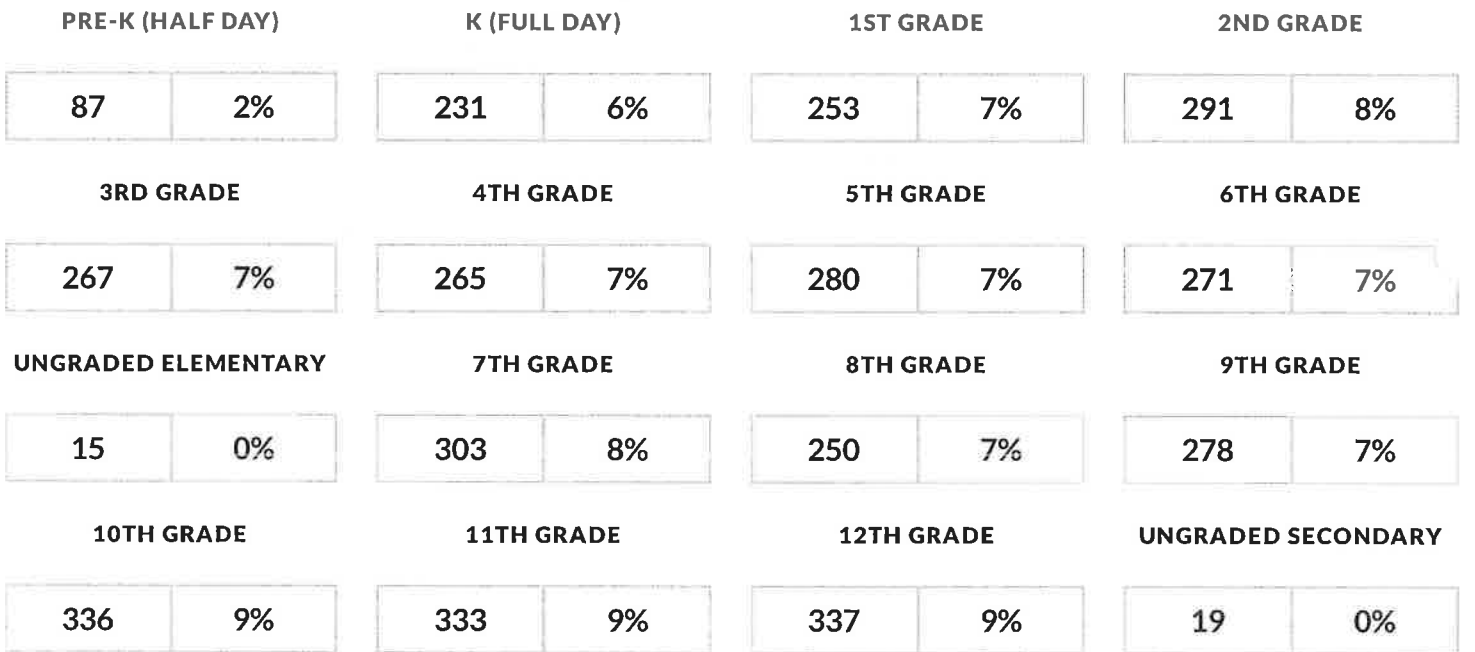 PRE-K (HALF DAY) K (FULL DAY) 1ST GRADE 2ND GRADE
87 2% 231 6% 253 7% 291 8%
3RD GRADE 4TH GRADE 5TH GRADE 6TH GRADE
267 7% 265 7% 280 7% 271 7%
UNGRADED ELEMENTARY 7TH GRADE 8TH GRADE 9TH GRADE
15 0% 303 8% 250 7% 278 7%
10TH GRADE 11TH GRADE 12TH GRADE UNGRADED SECONDARY
336 9% 333 9% 337 9% 19 0%